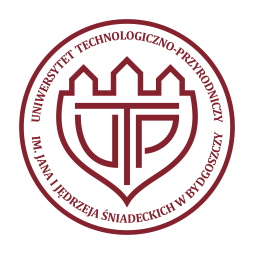 UNIWERSYTET TECHNOLOGICZNO-PRZYRODNICZY
IM. JANA I JĘDRZEJA ŚNIADECKICH W BYDGOSZCZY
UTP